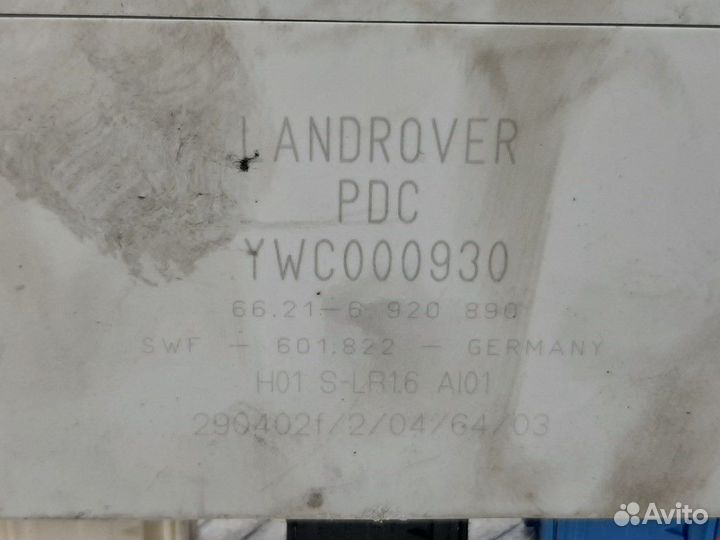 LANDROVER
PDC
YWC000930
66.21-6 920 890
SWF - 601.822 - GERMANY
H01 S-LR1.6 AI01
290402f/2/04/64/03
Avito